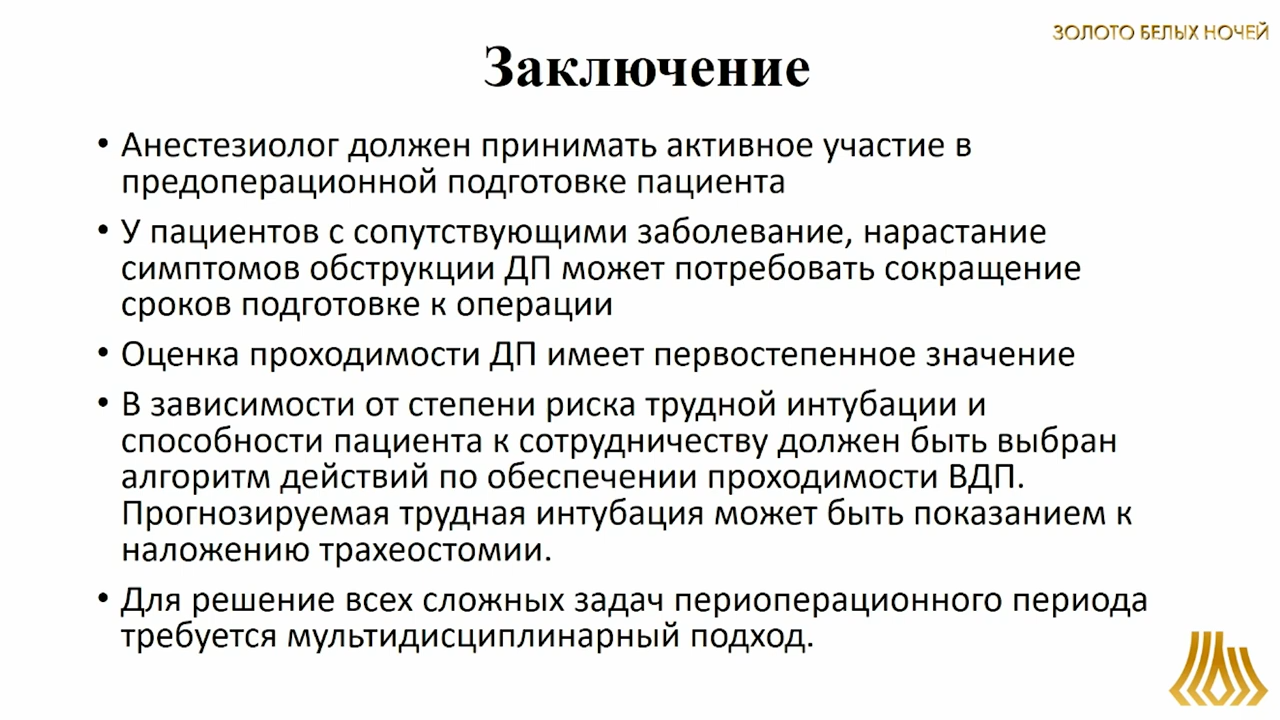 ЗОЛОТО БЕЛЫХ НОЧЕЙ
Заключение
• Анестезиолог должен принимать активное участие в
предоперационной подготовке пациента
• У пациентов с сопутствующими заболевание, нарастание
симптомов обструкции ДП может потребовать сокращение
сроков подготовке к операции
• Оценка проходимости ДП имеет первостепенное значение
• В зависимости от степени риска трудной интубации и
способности пациента к сотрудничеству должен быть выбран
алгоритм действий по обеспечении проходимости ВДП.
Прогнозируемая трудная интубация может быть показанием к
наложению трахеостомии.
• Для решение всех сложных задач периоперационного периода
требуется мультидисциплинарный подход.